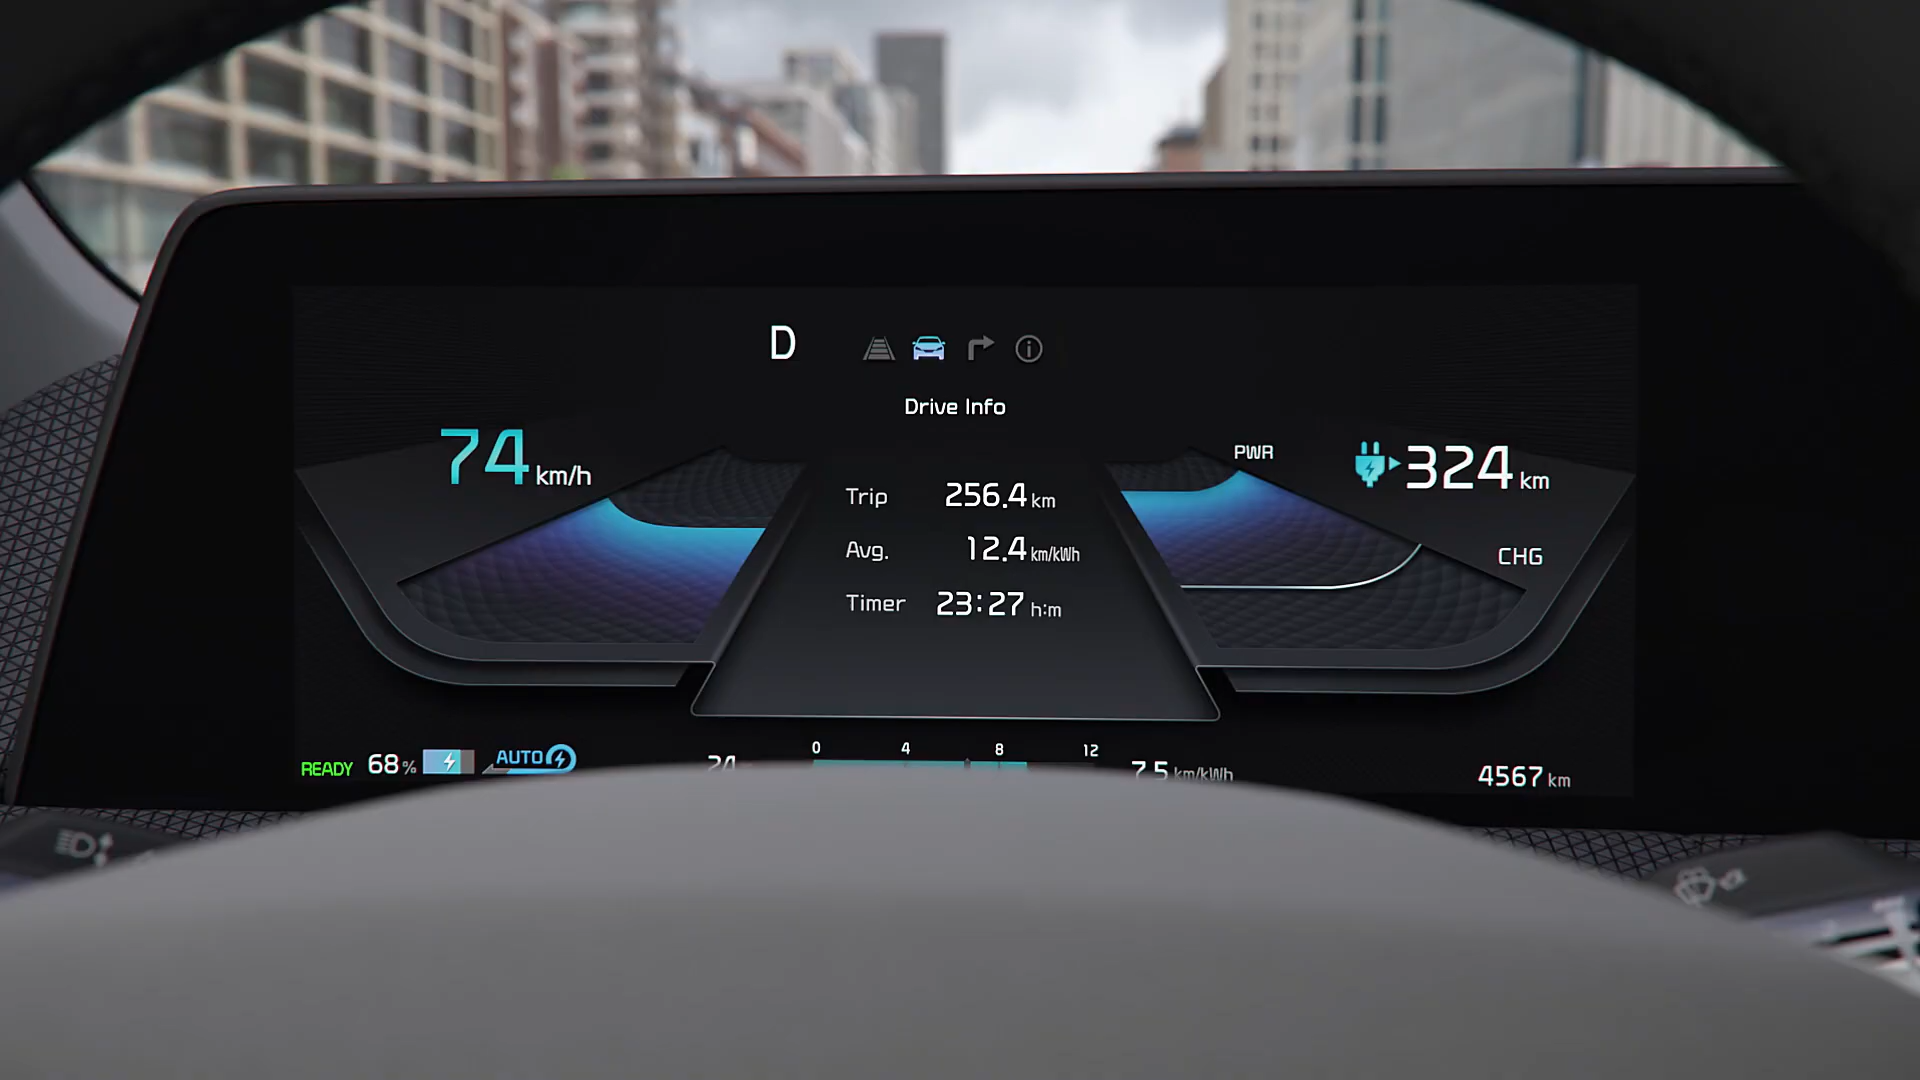 D
Drive Info
74 km/h
PWR
324 km
Trip 256.4 km
Avg. 12.4 km/kWh
CHG
Timer 23:27 h:m
READY 68% AUTO
0 4 8 12
7.5 km/kWh
4567 km